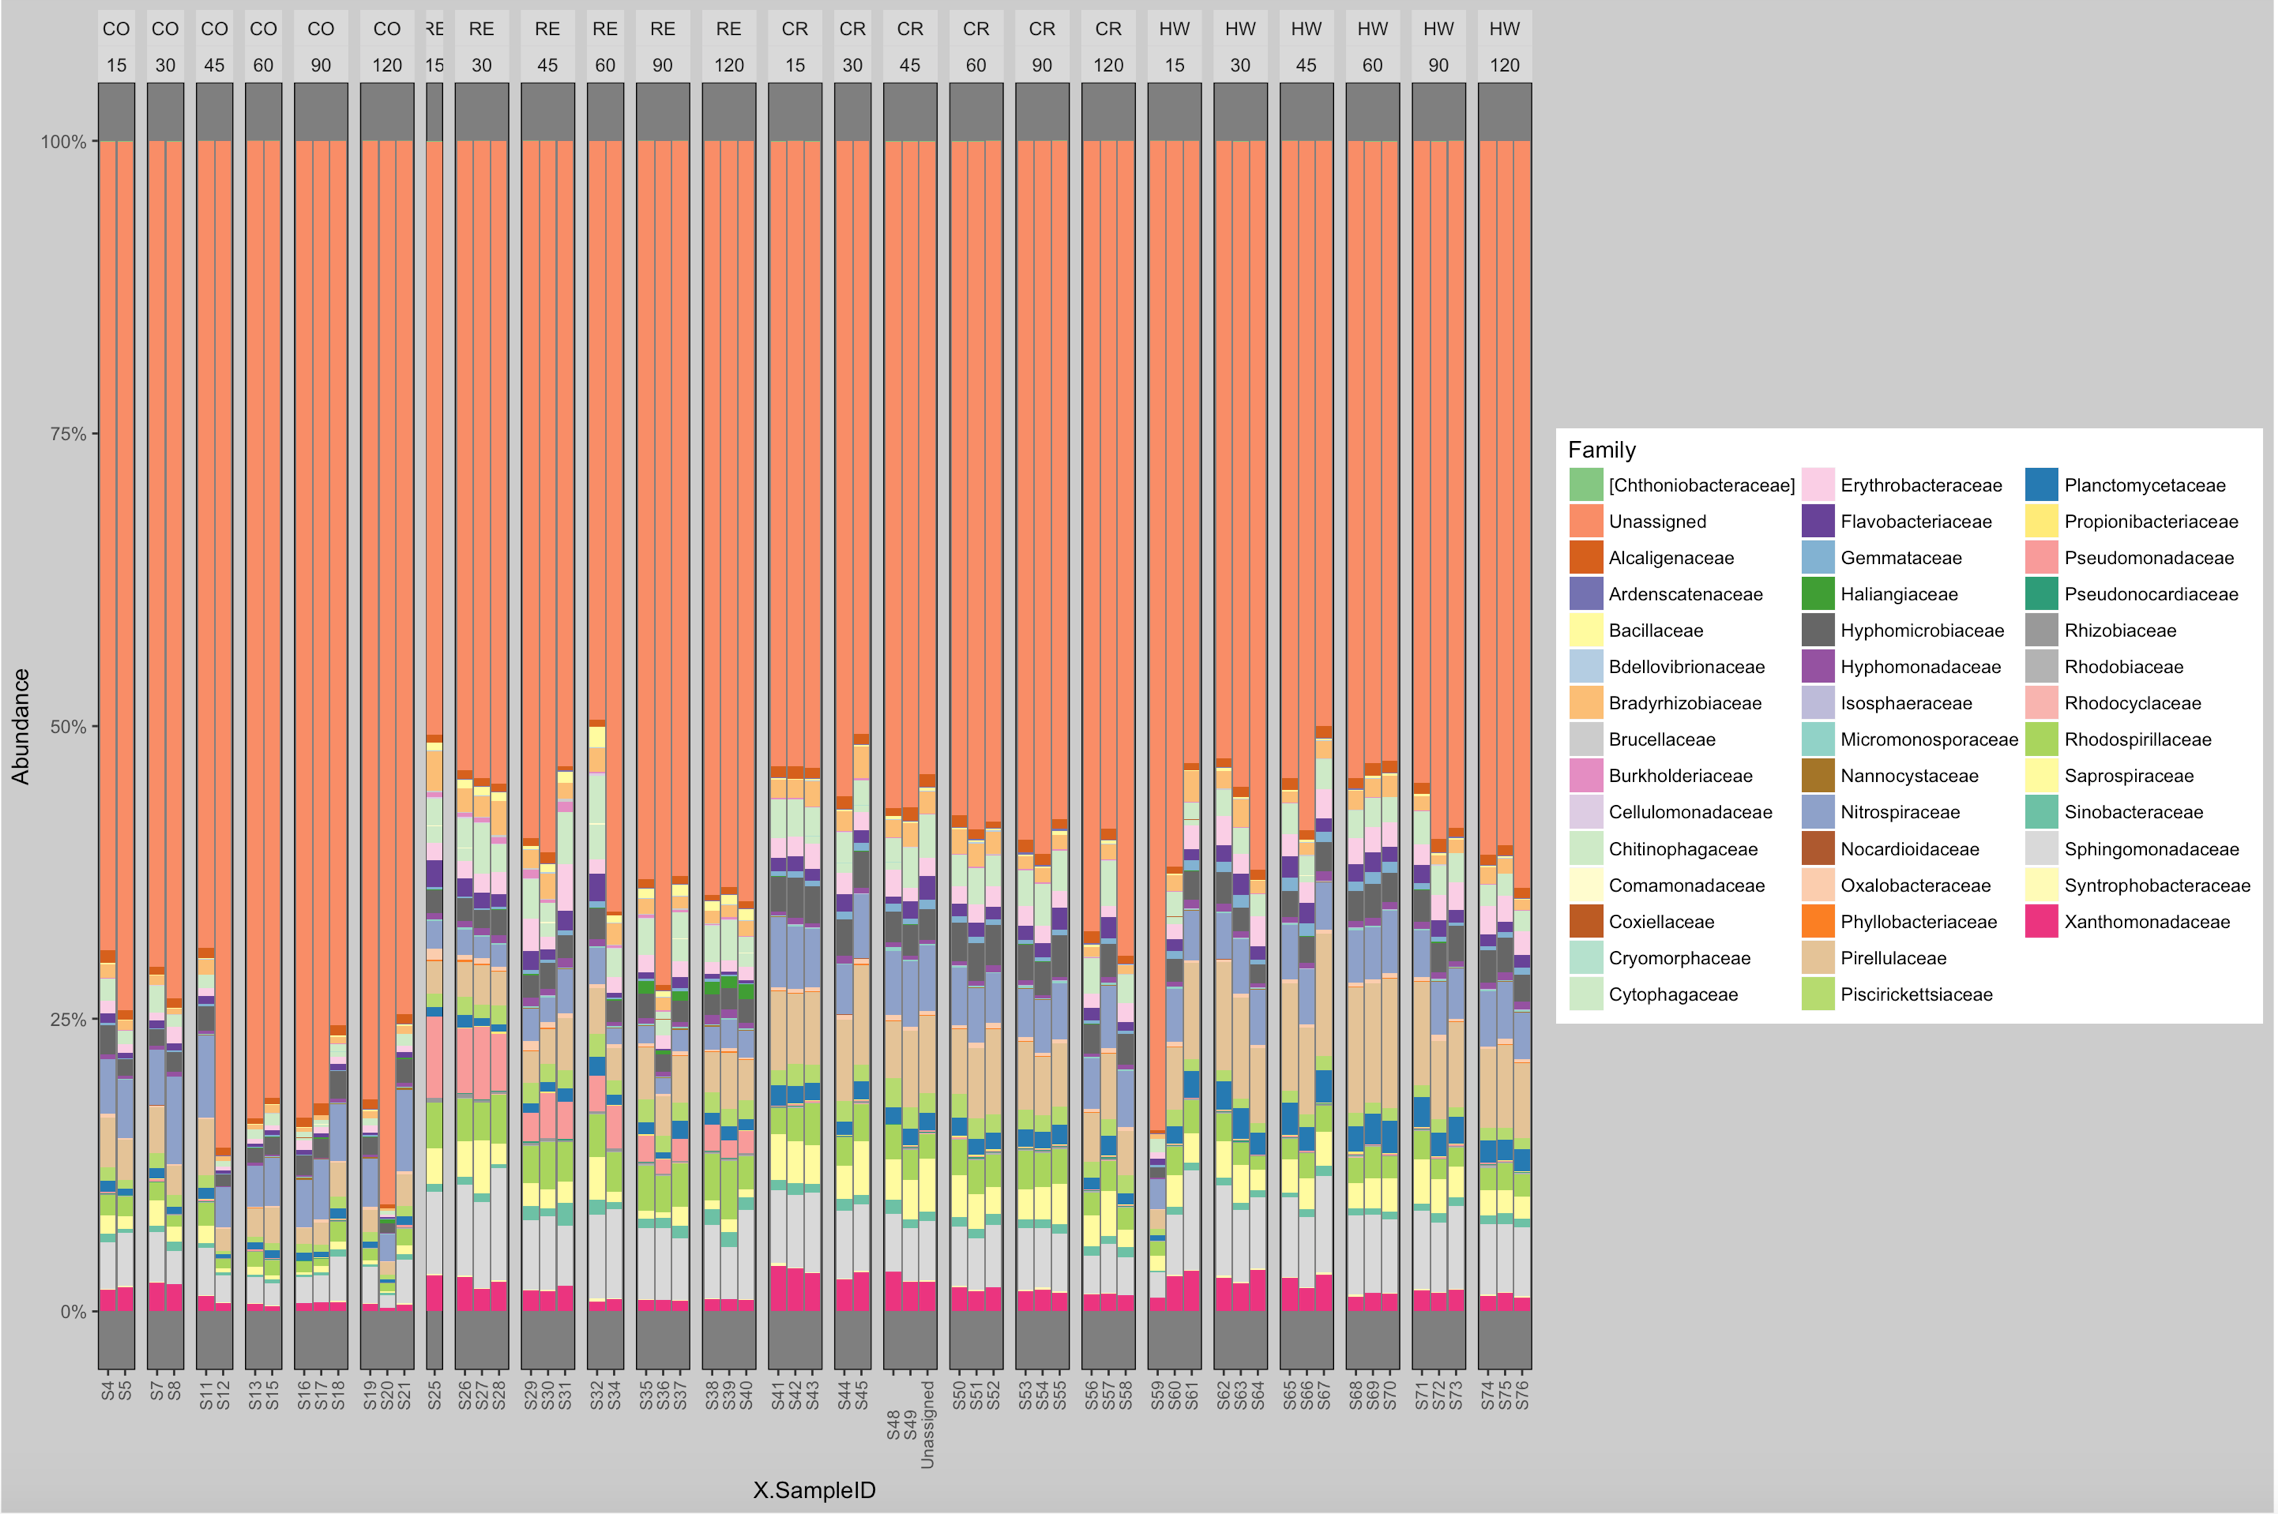 CO CO CO CO CO CO RE RE RE RE RE RE CR CR CR CR CR CR HW HW HW HW HW HW
15 30 45 60 90 120 15 30 45 60 90 120 15 30 45 60 90 120 15 30 45 60 90 120
100%
75%
50%
25%
0%
Abundance
S4 S5 S7 S8 S11 S12 S13 S15 S16 S17 S18 S19 S20 S21 S25 S26 S27 S28 S29 S30 S31 S32 S34 S35 S36 S37 S38 S39 S40 S41 S42 S43 S44 S45 S48 S49 Unassigned S50 S51 S52 S53 S54 S55 S56 S57 S58 S59 S60 S61 S62 S63 S64 S65 S66 S67 S68 S69 S70 S71 S72 S73 S74 S75 S76
X.SampleID
Family
[Chthoniobacteraceae]
Unassigned
Alcaligenaceae
Ardenscatenaceae
Bacillaceae
Bdellovibrionaceae
Bradyrhizobiaceae
Brucellaceae
Burkholderiaceae
Cellulomonadaceae
Chitinophagaceae
Comamonadaceae
Coxiellaceae
Cryomorphaceae
Cytophagaceae
Erythrobacteraceae
Flavobacteriaceae
Gemmataceae
Haliangiaceae
Hyphomicrobiaceae
Hyphomonadaceae
Isosphaeraceae
Micromonosporaceae
Nannocystaceae
Nitrospiraceae
Nocardioidaceae
Oxalobacteraceae
Phyllobacteriaceae
Pirellulaceae
Piscirickettsiaceae
Planctomycetaceae
Propionibacteriaceae
Pseudomonadaceae
Pseudonocardiaceae
Rhizobiaceae
Rhodobiaceae
Rhodocyclaceae
Rhodospirillaceae
Saprospiraceae
Sinobacteraceae
Sphingomonadaceae
Syntrophobacteraceae
Xanthomonadaceae